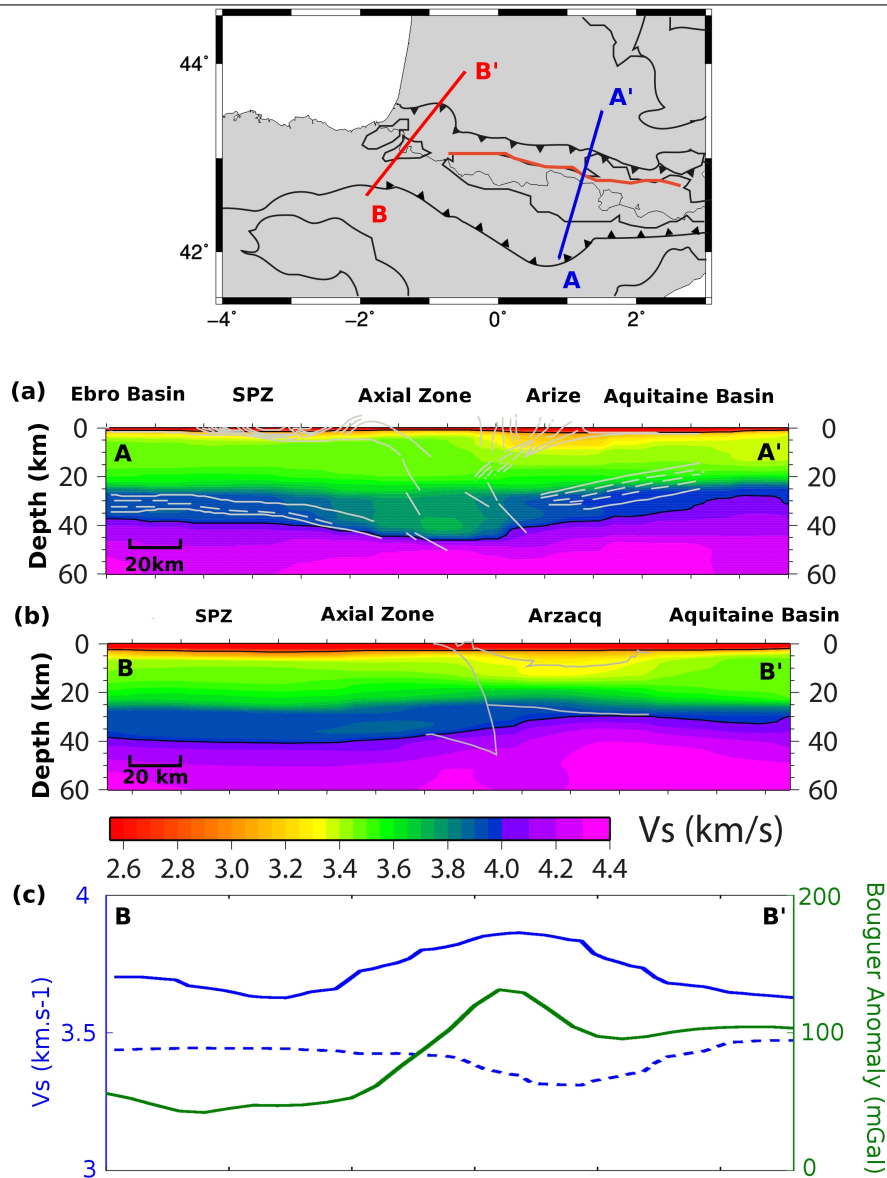 44˚
42˚
B'
A'
B
A
−4˚ −2˚ 0˚ 2˚
(a) Ebro Basin SPZ Axial Zone Arize Aquitaine Basin
A A'
Depth (km)
0 0
20 20
40 40
60 60
20km
(b) SPZ Axial Zone Arzacq Aquitaine Basin
B B'
Depth (km)
0 0
20 20
40 40
60 60
20 km
2.6 2.8 3.0 3.2 3.4 3.6 3.8 4.0 4.2 4.4
Vs (km/s)
(c)
B B'
4
3.5
3
Vs (km.s-1)
200
100
0
Bouguer Anomaly (mGal)